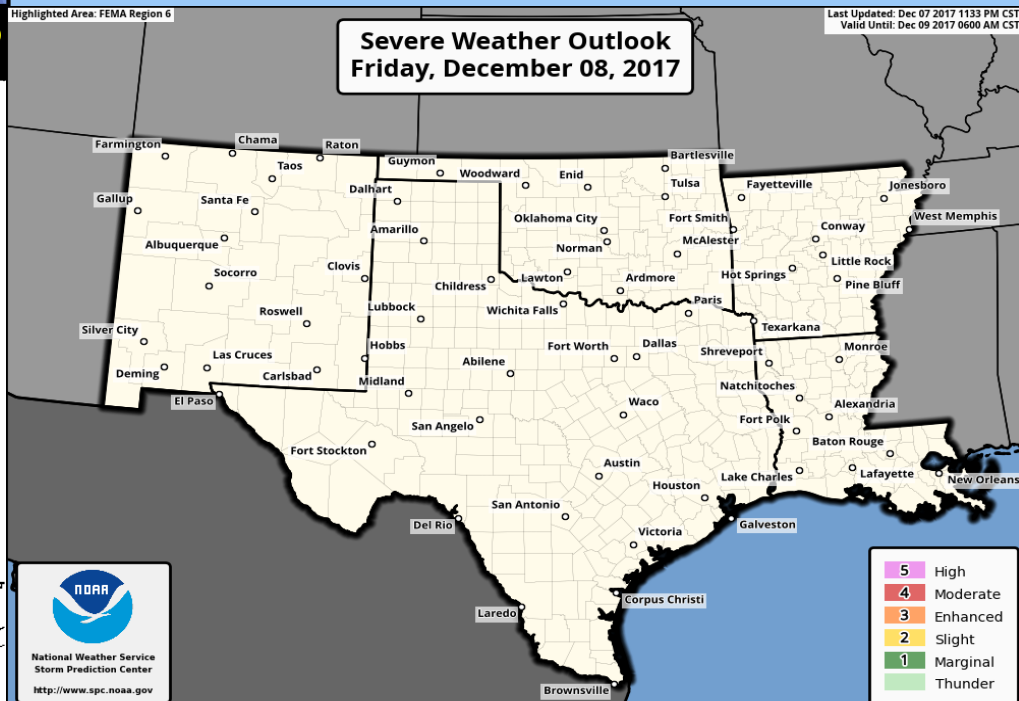 Highlighted Area: FEMA Region 6
Last Updated: Dec 07 2017 1133 PM CST
Valid Until: Dec 09 2017 0600 AM CST
Severe Weather Outlook
Friday, December 08, 2017
Farmington
Chama
Raton
Taos
Guymon
Woodward
Enid
Bartlesville
Tulsa
Fayetteville
Jonesboro
Gallup
Santa Fe
Dalhart
Oklahoma City
Fort Smith
West Memphis
Albuquerque
Amarillo
Norman
McAlester
Conway
Little Rock
Socorro
Clovis
Childress
Lawton
Ardmore
Hot Springs
Pine Bluff
Roswell
Lubbock
Wichita Falls
Paris
Texarkana
Silver City
Las Cruces
Hobbs
Abilene
Fort Worth
Dallas
Shreveport
Monroe
Deming
Carlsbad
Midland
Natchitoches
El Paso
San Angelo
Waco
Fort Polk
Alexandria
Fort Stockton
Baton Rouge
Austin
Lake Charles
Lafayette
New Orleans
Houston
San Antonio
Del Rio
Victoria
Galveston
Laredo
Corpus Christi
Brownsville
NOAA
National Weather Service
Storm Prediction Center
http://www.spc.noaa.gov
5 High
4 Moderate
3 Enhanced
2 Slight
1 Marginal
Thunder